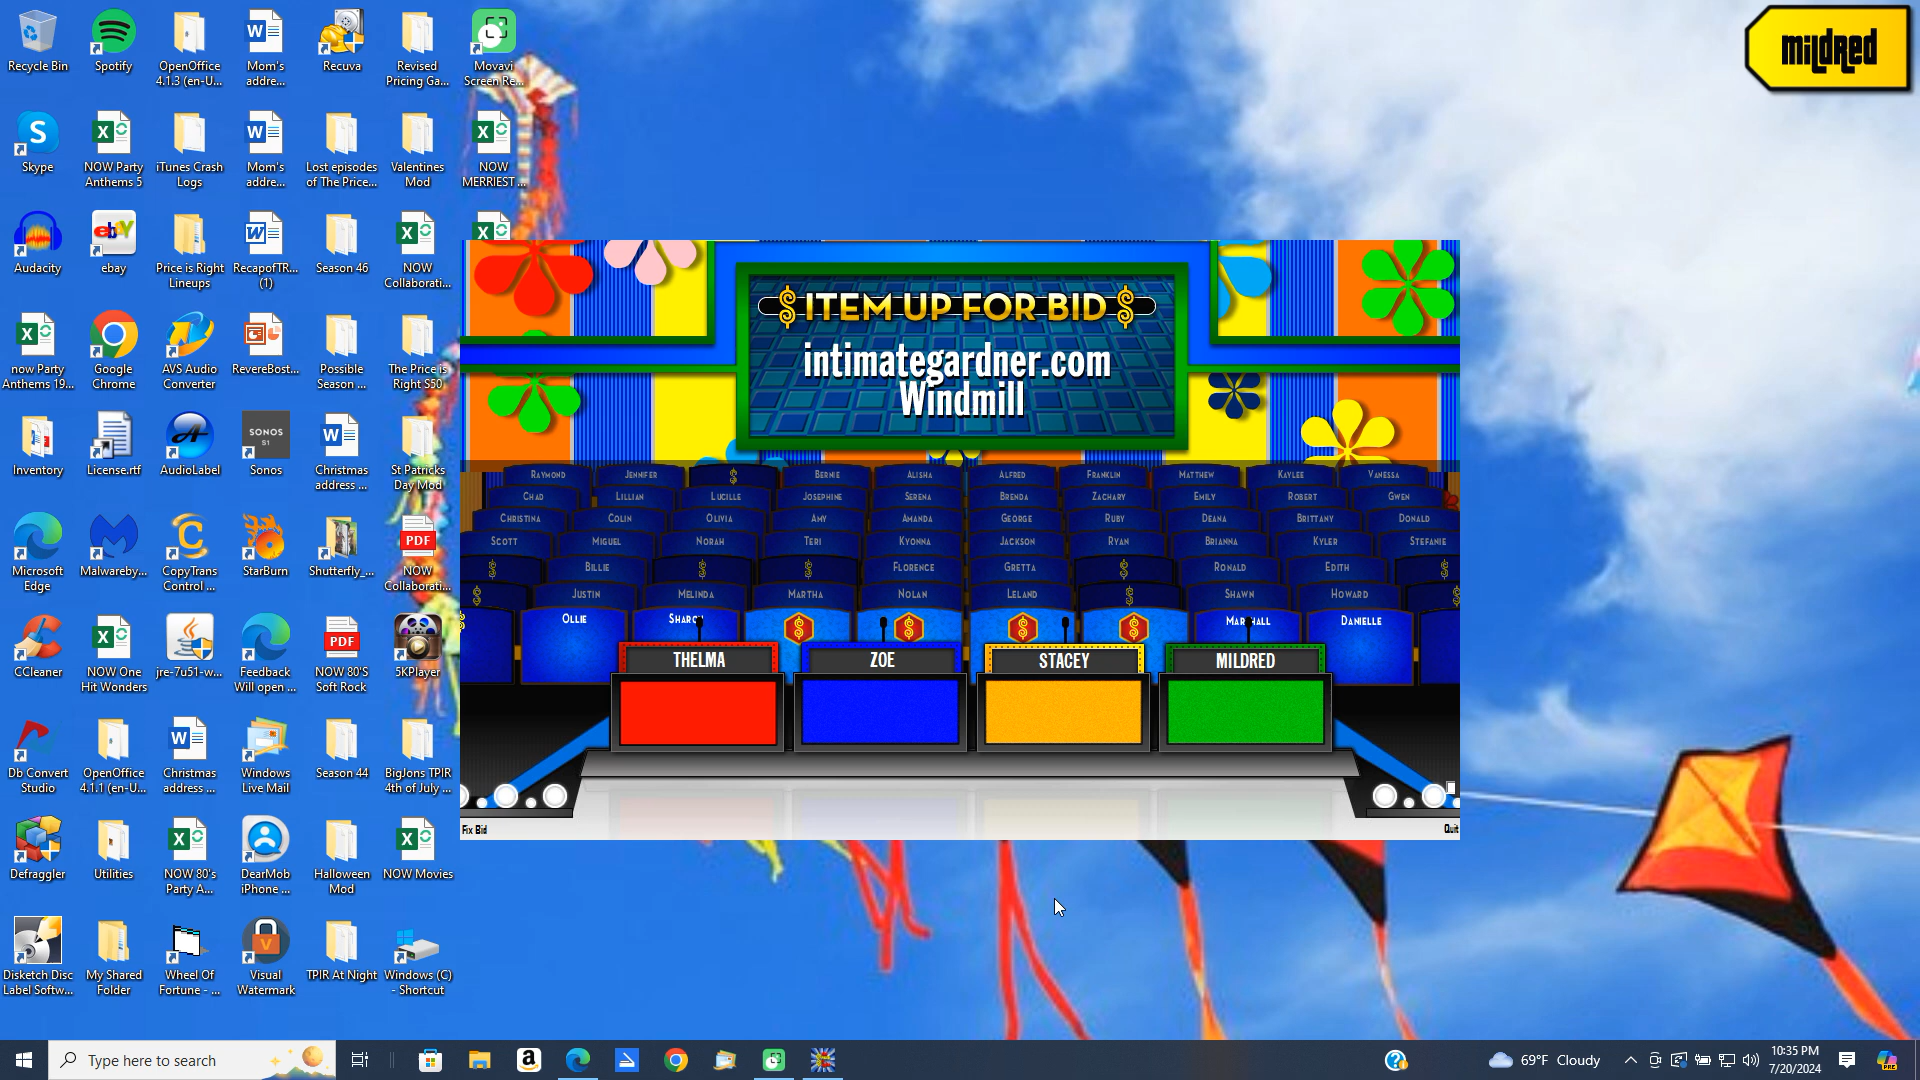 Recycle Bin
Spotify
OpenOffice
4.1.3 (en-U...
Mom's
addre...
Recuva
Revised
Pricing Ga...
Movavi
Screen Re...
mildred
Skype
NOW Party
Anthems 5
iTunes Crash
Logs
Mom's
addre...
Lost episodes
of The Price...
Valentines
Mod
NOW
MERRIEST ...
Audacity
ebay
Price is Right
Lineups
RecapofTR...
(1)
Season 46
NOW
Collaborati...
now Party
Anthems 19...
Google
Chrome
AVS Audio
Converter
RevereBost...
Possible
Season ...
The Price is
Right S50
Inventory
License.rtf
AudioLabel
SONOS
S1
Sonos
Christmas
address ...
St Patricks
Day Mod
Microsoft
Edge
Malwareby...
CopyTrans
Control ...
StarBurn
Shutterfly_...
PDF
NOW
Collaborati...
CCleaner
NOW One
Hit Wonders
jre-7u51-w...
Feedback
Will open ...
PDF
NOW 80'S
Soft Rock
5KPlayer
Db Convert
Studio
OpenOffice
4.1.1 (en-U...
Christmas
address ...
Windows
Live Mail
Season 44
BigJons TPIR
4th of July ...
Defraggler
Utilities
NOW 80's
Party A...
DearMob
iPhone ...
Halloween
Mod
NOW Movies
Disketch Disc
Label Softw...
My Shared
Folder
Wheel Of
Fortune - ...
Visual
Watermark
TPIR At Night
Windows (C)
- Shortcut
$ ITEM UP FOR BID $
intimategardner.com
Windmill
RAYMOND JENNIFER $ BERNIE ALISHA ALFRED FRANKLIN MATTHEW KAYLEE VANESSA
CHAD LILLIAN LUCILLE JOSEPHINE SERENA BRENDA ZACHARY EMILY ROBERT GWEN
CHRISTINA COLIN OLIVIA AMY AMANDA GEORGE RUBY DEANA BRITTANY DONALD
SCOTT MIGUEL NORAH TERI KYONNA JACKSON RYAN BRIANNA KYLER STEFANIE
$ BILLIE $ $ FLORENCE GRETTA $ RONALD EDITH $
$ JUSTIN MELINDA MARTHA NOLAN LELAND $ SHAWN HOWARD $
$ OLLIE SHARON $ $ $ $ MARSHALL DANIELLE
THELMA ZOE STACEY MILDRED
Fix Bid
Quit
Type here to search
69°F Cloudy
10:35 PM
7/20/2024